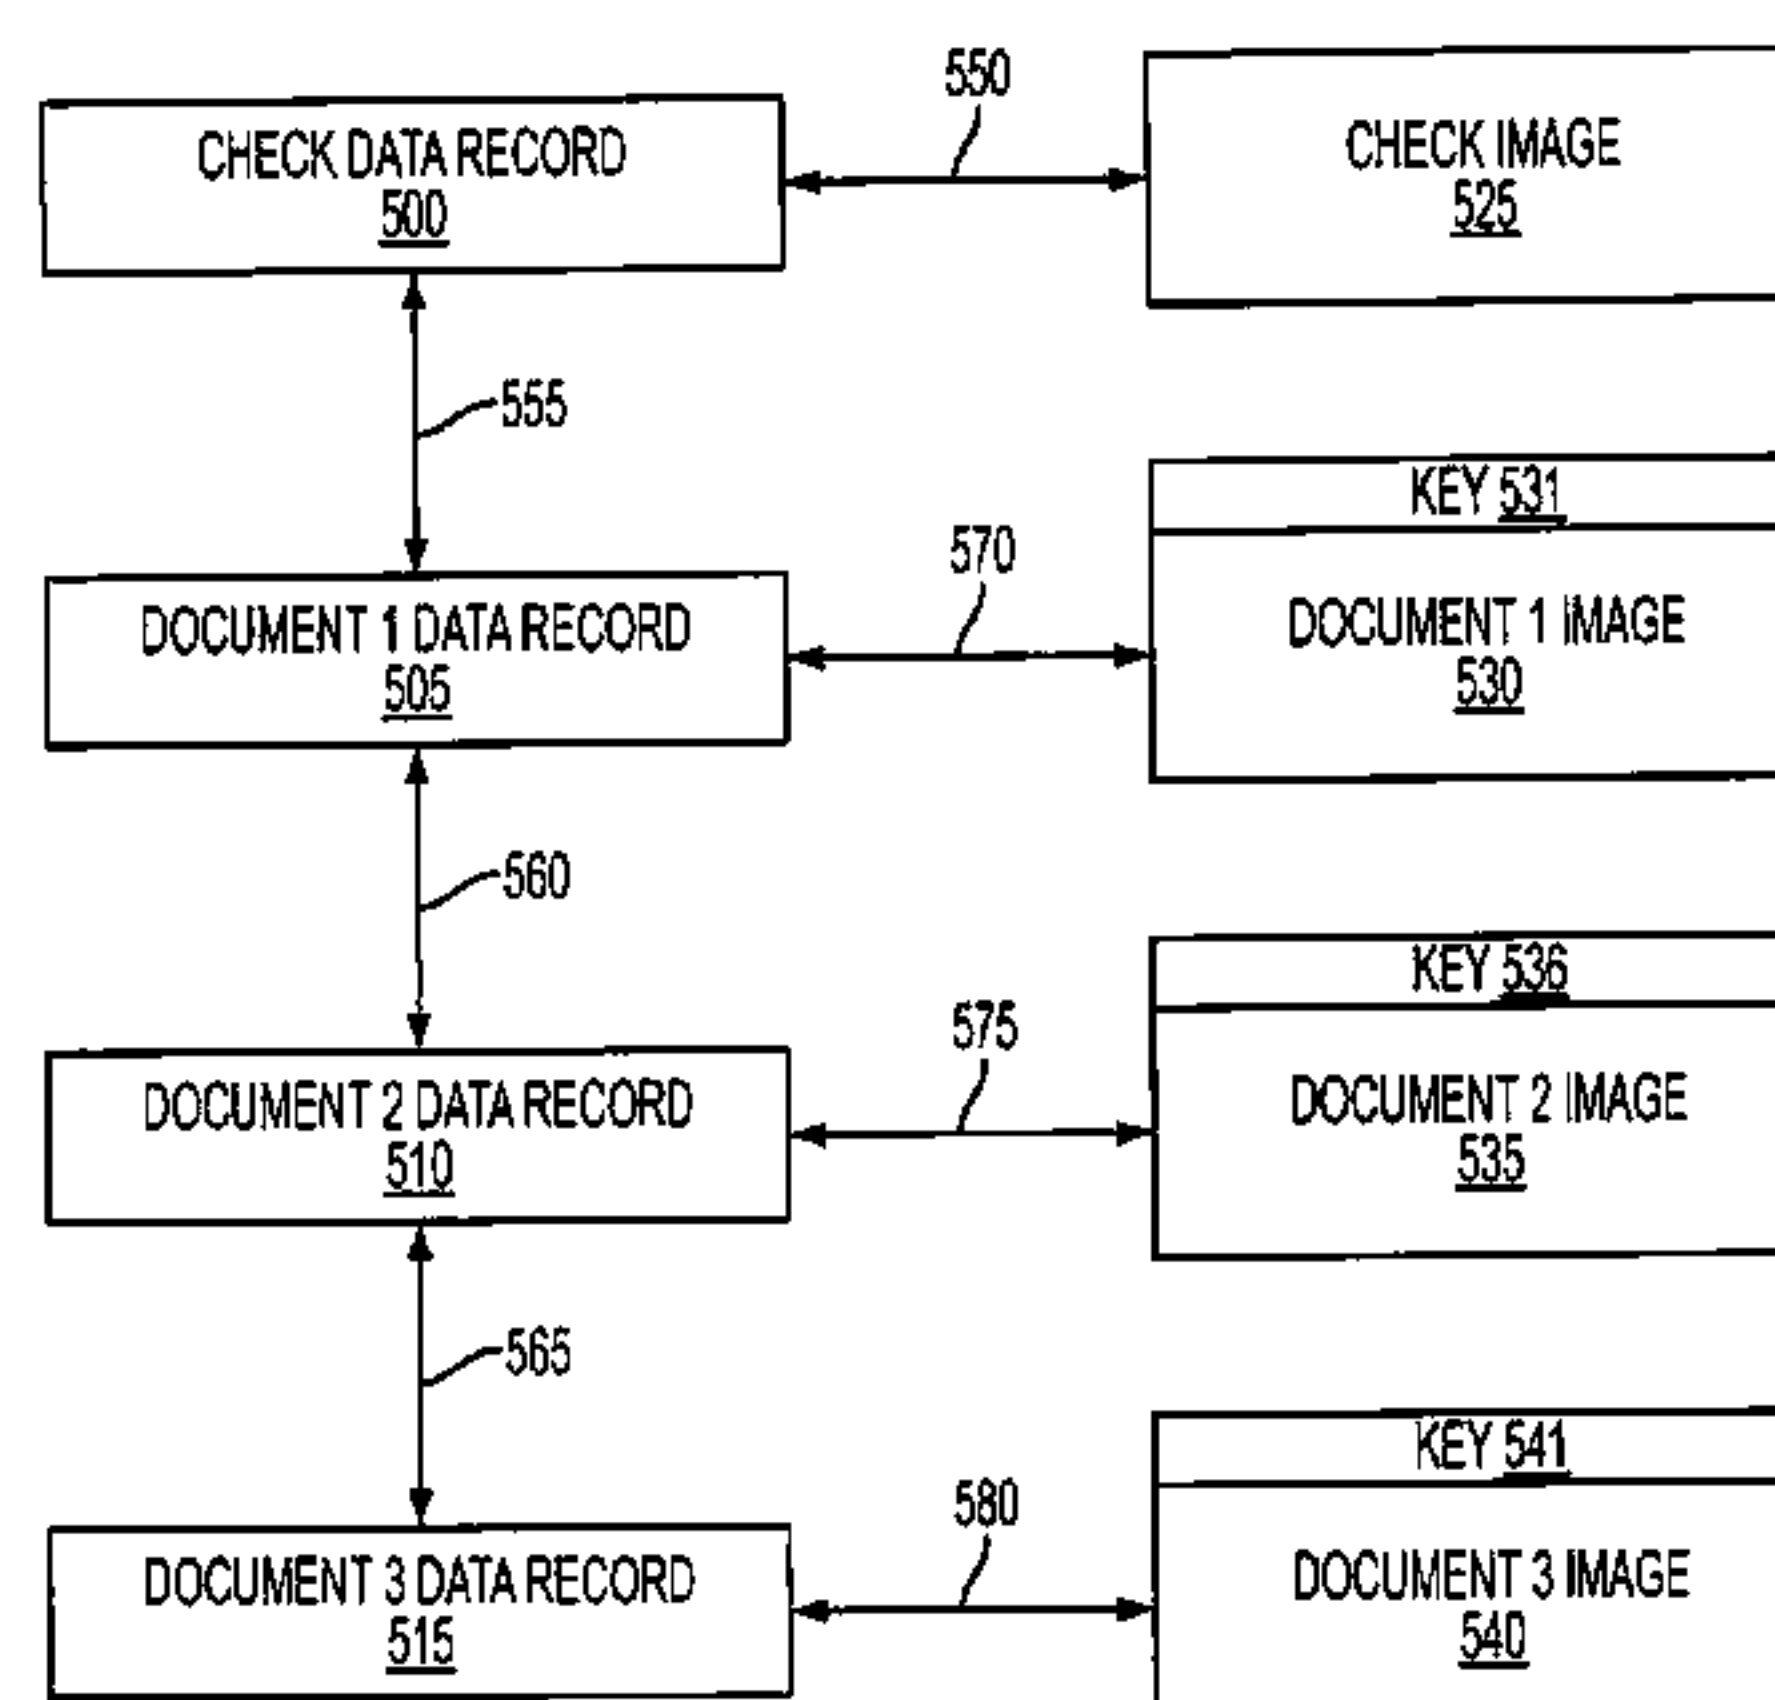 550
CHECK DATA RECORD
500
CHECK IMAGE
525
555
KEY 531
570
DOCUMENT 1 DATA RECORD
505
DOCUMENT 1 IMAGE
530
560
KEY 536
575
DOCUMENT 2 DATA RECORD
510
DOCUMENT 2 IMAGE
535
565
KEY 541
580
DOCUMENT 3 DATA RECORD
515
DOCUMENT 3 IMAGE
540